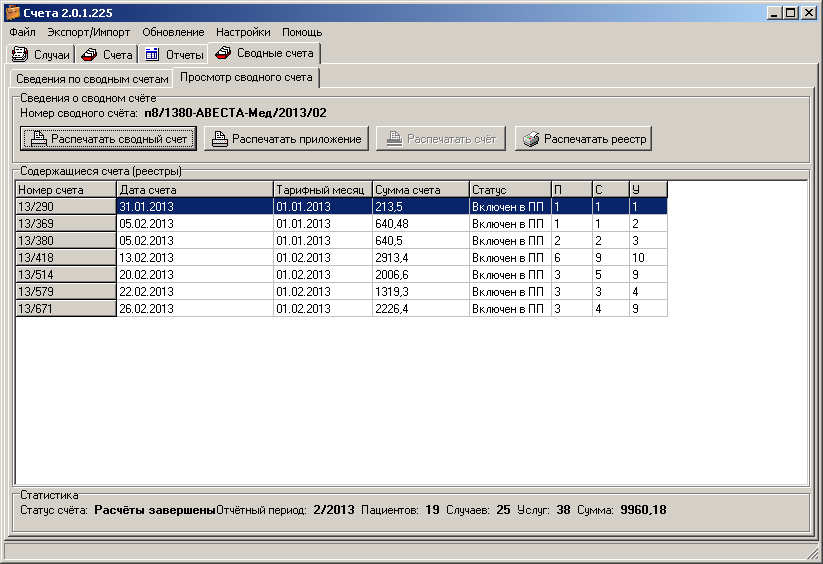 Счета 2.0.1.225
Файл Экспорт/Импорт Обновление Настройки Помощь
Случаи Счета Отчеты Сводные счета
Сведения по сводным счетам Просмотр сводного счета
Сведения о сводном счёте
Номер сводного счёта: п8/1380-АВЕСТА-Мед/2013/02
Распечатать сводный счет Распечатать приложение Распечатать счёт Распечатать реестр
Содержащиеся счета (реестры)
Номер счета Дата счета Тарифный месяц Сумма счета Статус П С У
13/290 31.01.2013 01.01.2013 213,5 Включен в ПП 1 1 1
13/369 05.02.2013 01.01.2013 640,48 Включен в ПП 1 1 2
13/380 05.02.2013 01.01.2013 640,5 Включен в ПП 2 2 3
13/418 13.02.2013 01.02.2013 2913,4 Включен в ПП 6 9 10
13/514 20.02.2013 01.02.2013 2006,6 Включен в ПП 3 5 9
13/579 22.02.2013 01.02.2013 1319,3 Включен в ПП 3 3 4
13/671 26.02.2013 01.02.2013 2226,4 Включен в ПП 3 4 9
Статистика
Статус счёта: Расчёты завершены Отчётный период: 2/2013 Пациентов: 19 Случаев: 25 Услуг: 38 Сумма: 9960,18